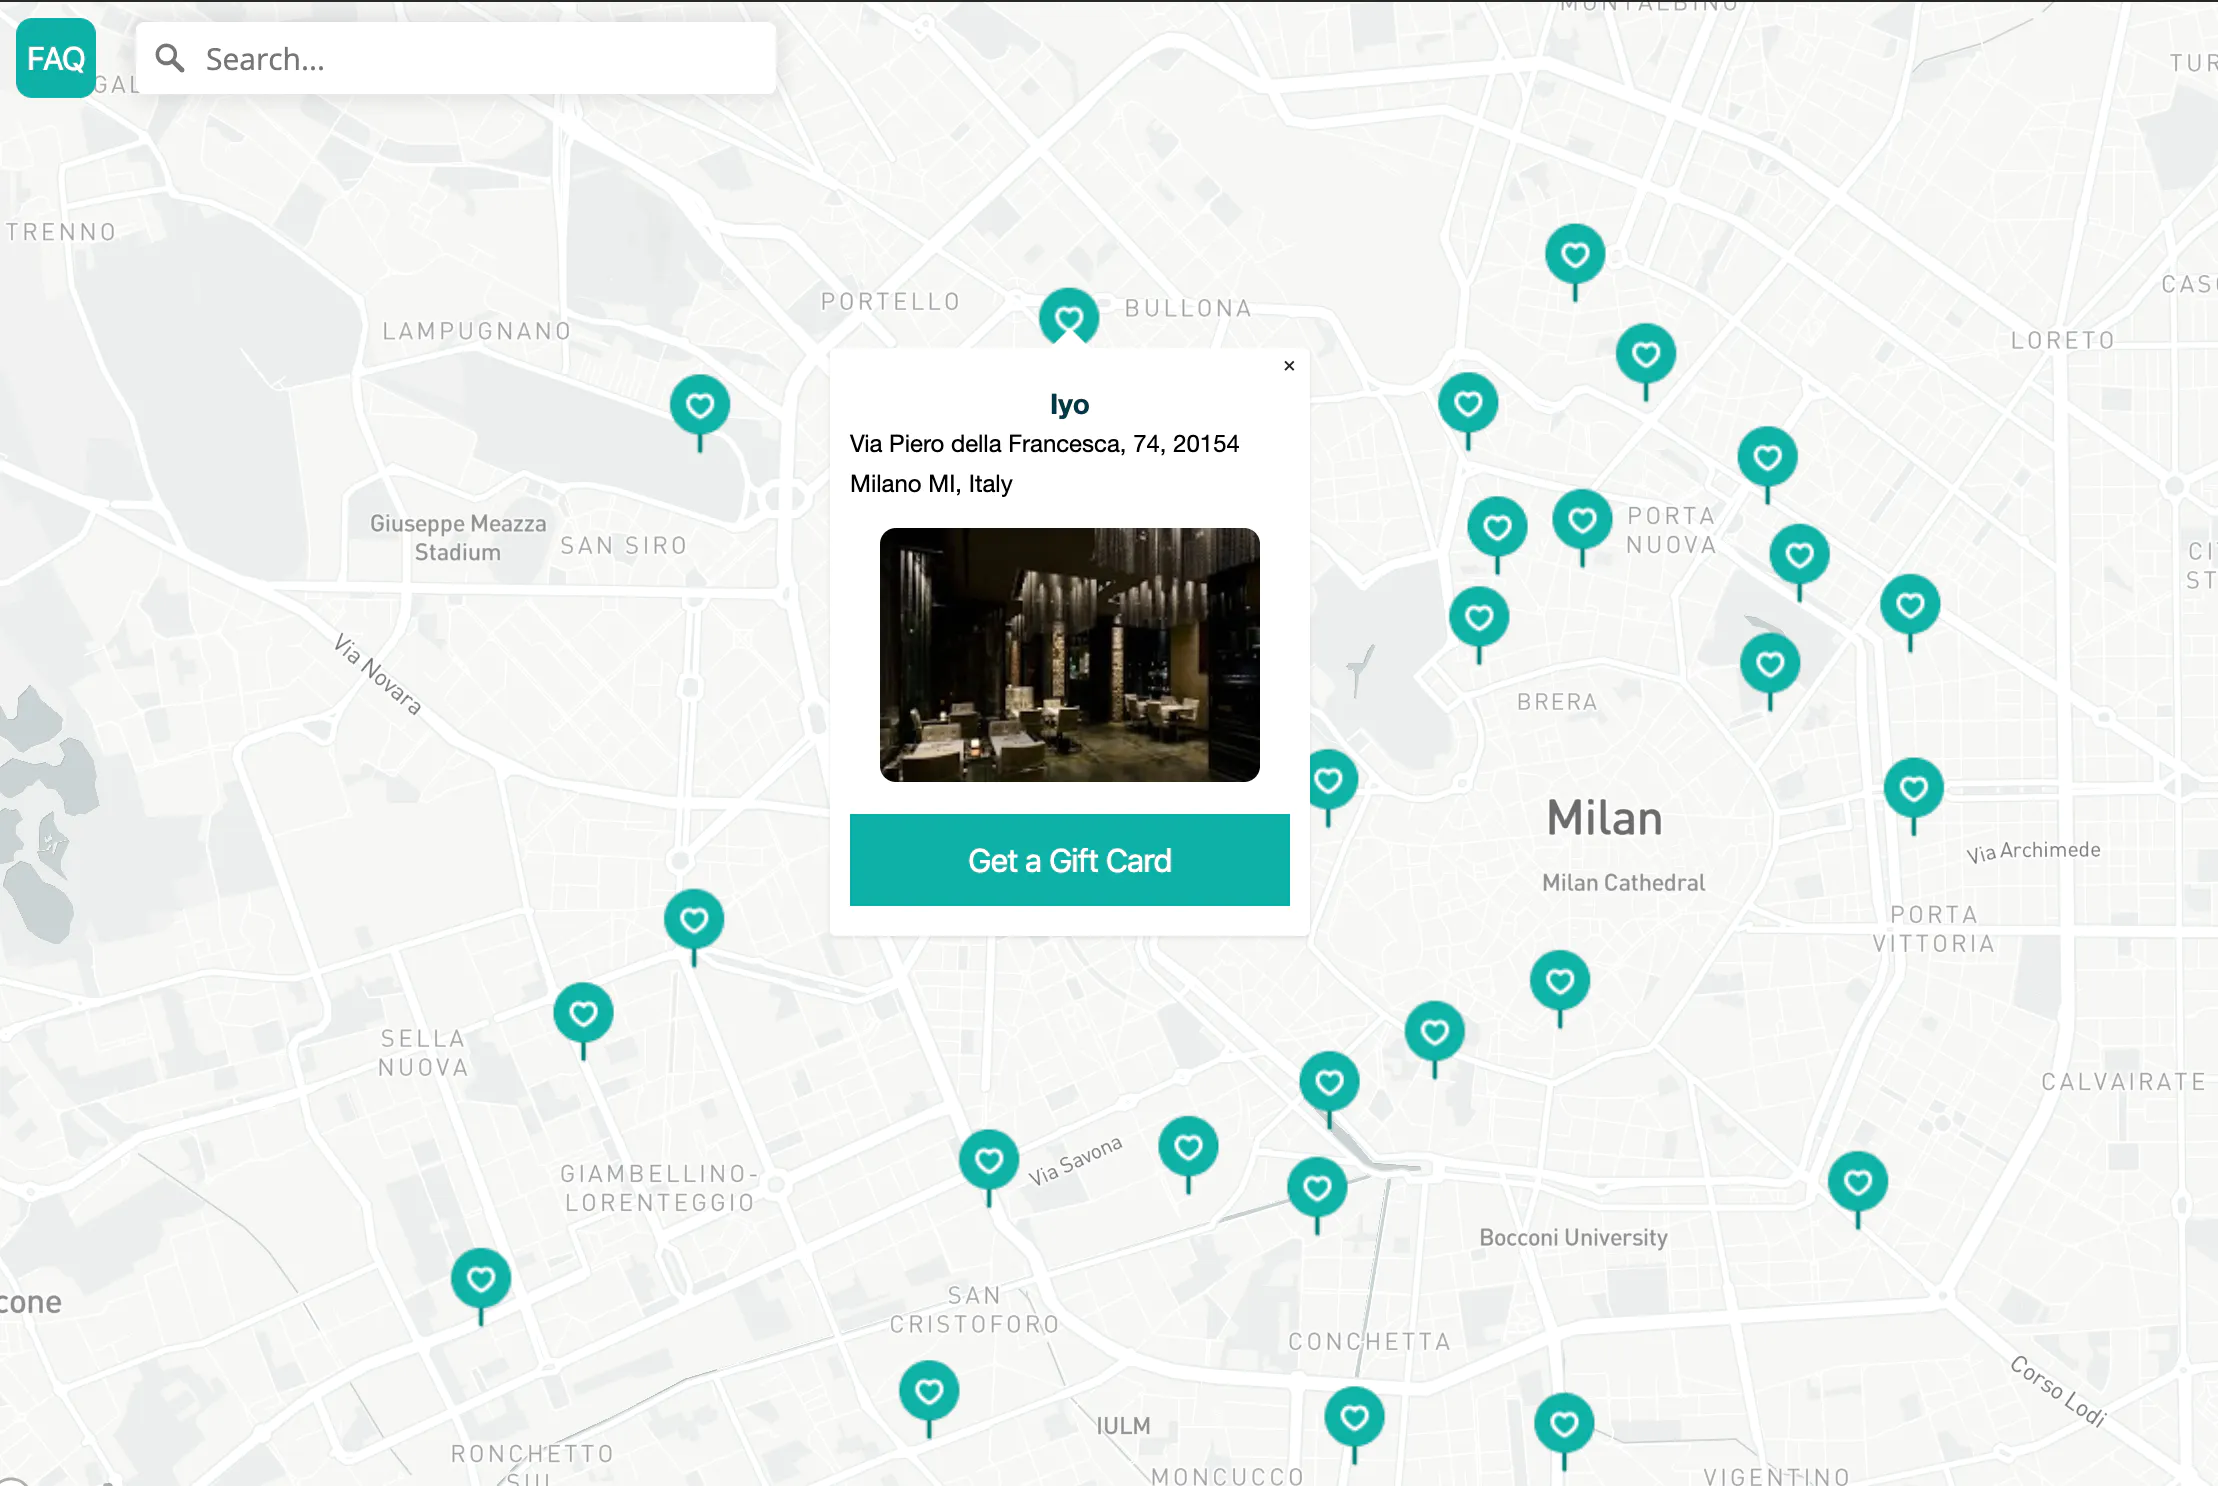 MONTALBINO
FAQ
Search...
GAL
TUR
TRENNO
CASO
PORTELLO
BULLONA
LAMPUGNANO
LORETO
×
Iyo
Via Piero della Francesca, 74, 20154
Milano MI, Italy
Giuseppe Meazza
Stadium
SAN SIRO
PORTA
NUOVA
CI
ST
Via Novara
BRERA
Milan
Milan Cathedral
Via Archimede
Get a Gift Card
PORTA
VITTORIA
SELLA
NUOVA
CALVAIRATE
Via Savona
GIAMBELLINO-
LORENTEGGIO
Bocconi University
cone
SAN
CRISTOFORO
CONCHETTA
Corso Lodi
IULM
RONCHETTO
SUL
MONCUCCO
VIGENTINO